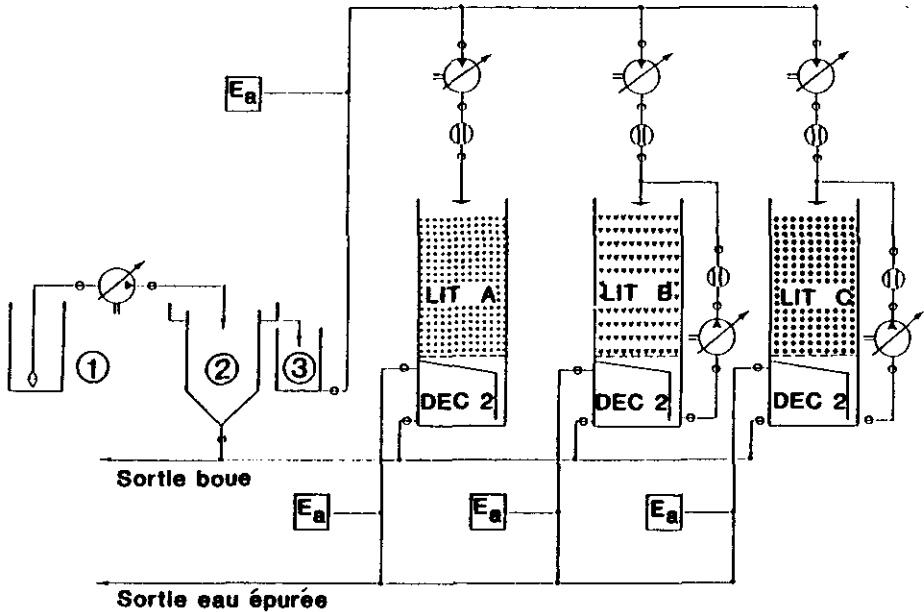 Ea
LIT A
LIT B
LIT C
1
2
3
DEC 2
DEC 2
DEC 2
Sortie boue
Ea
Ea
Ea
Sortie eau épurée